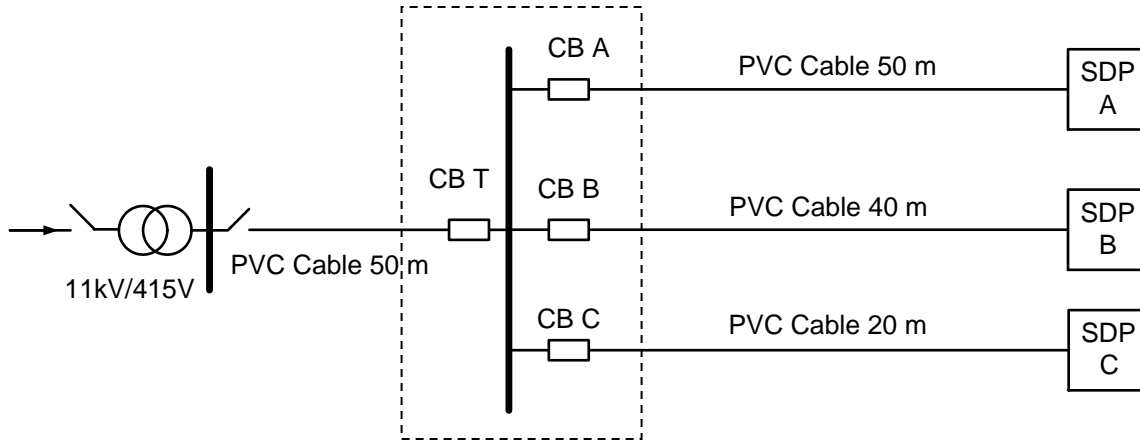 CB A
PVC Cable 50 m
SDP
A
CB T
CB B
PVC Cable 40 m
SDP
B
PVC Cable 50 m
11kV/415V
CB C
PVC Cable 20 m
SDP
C